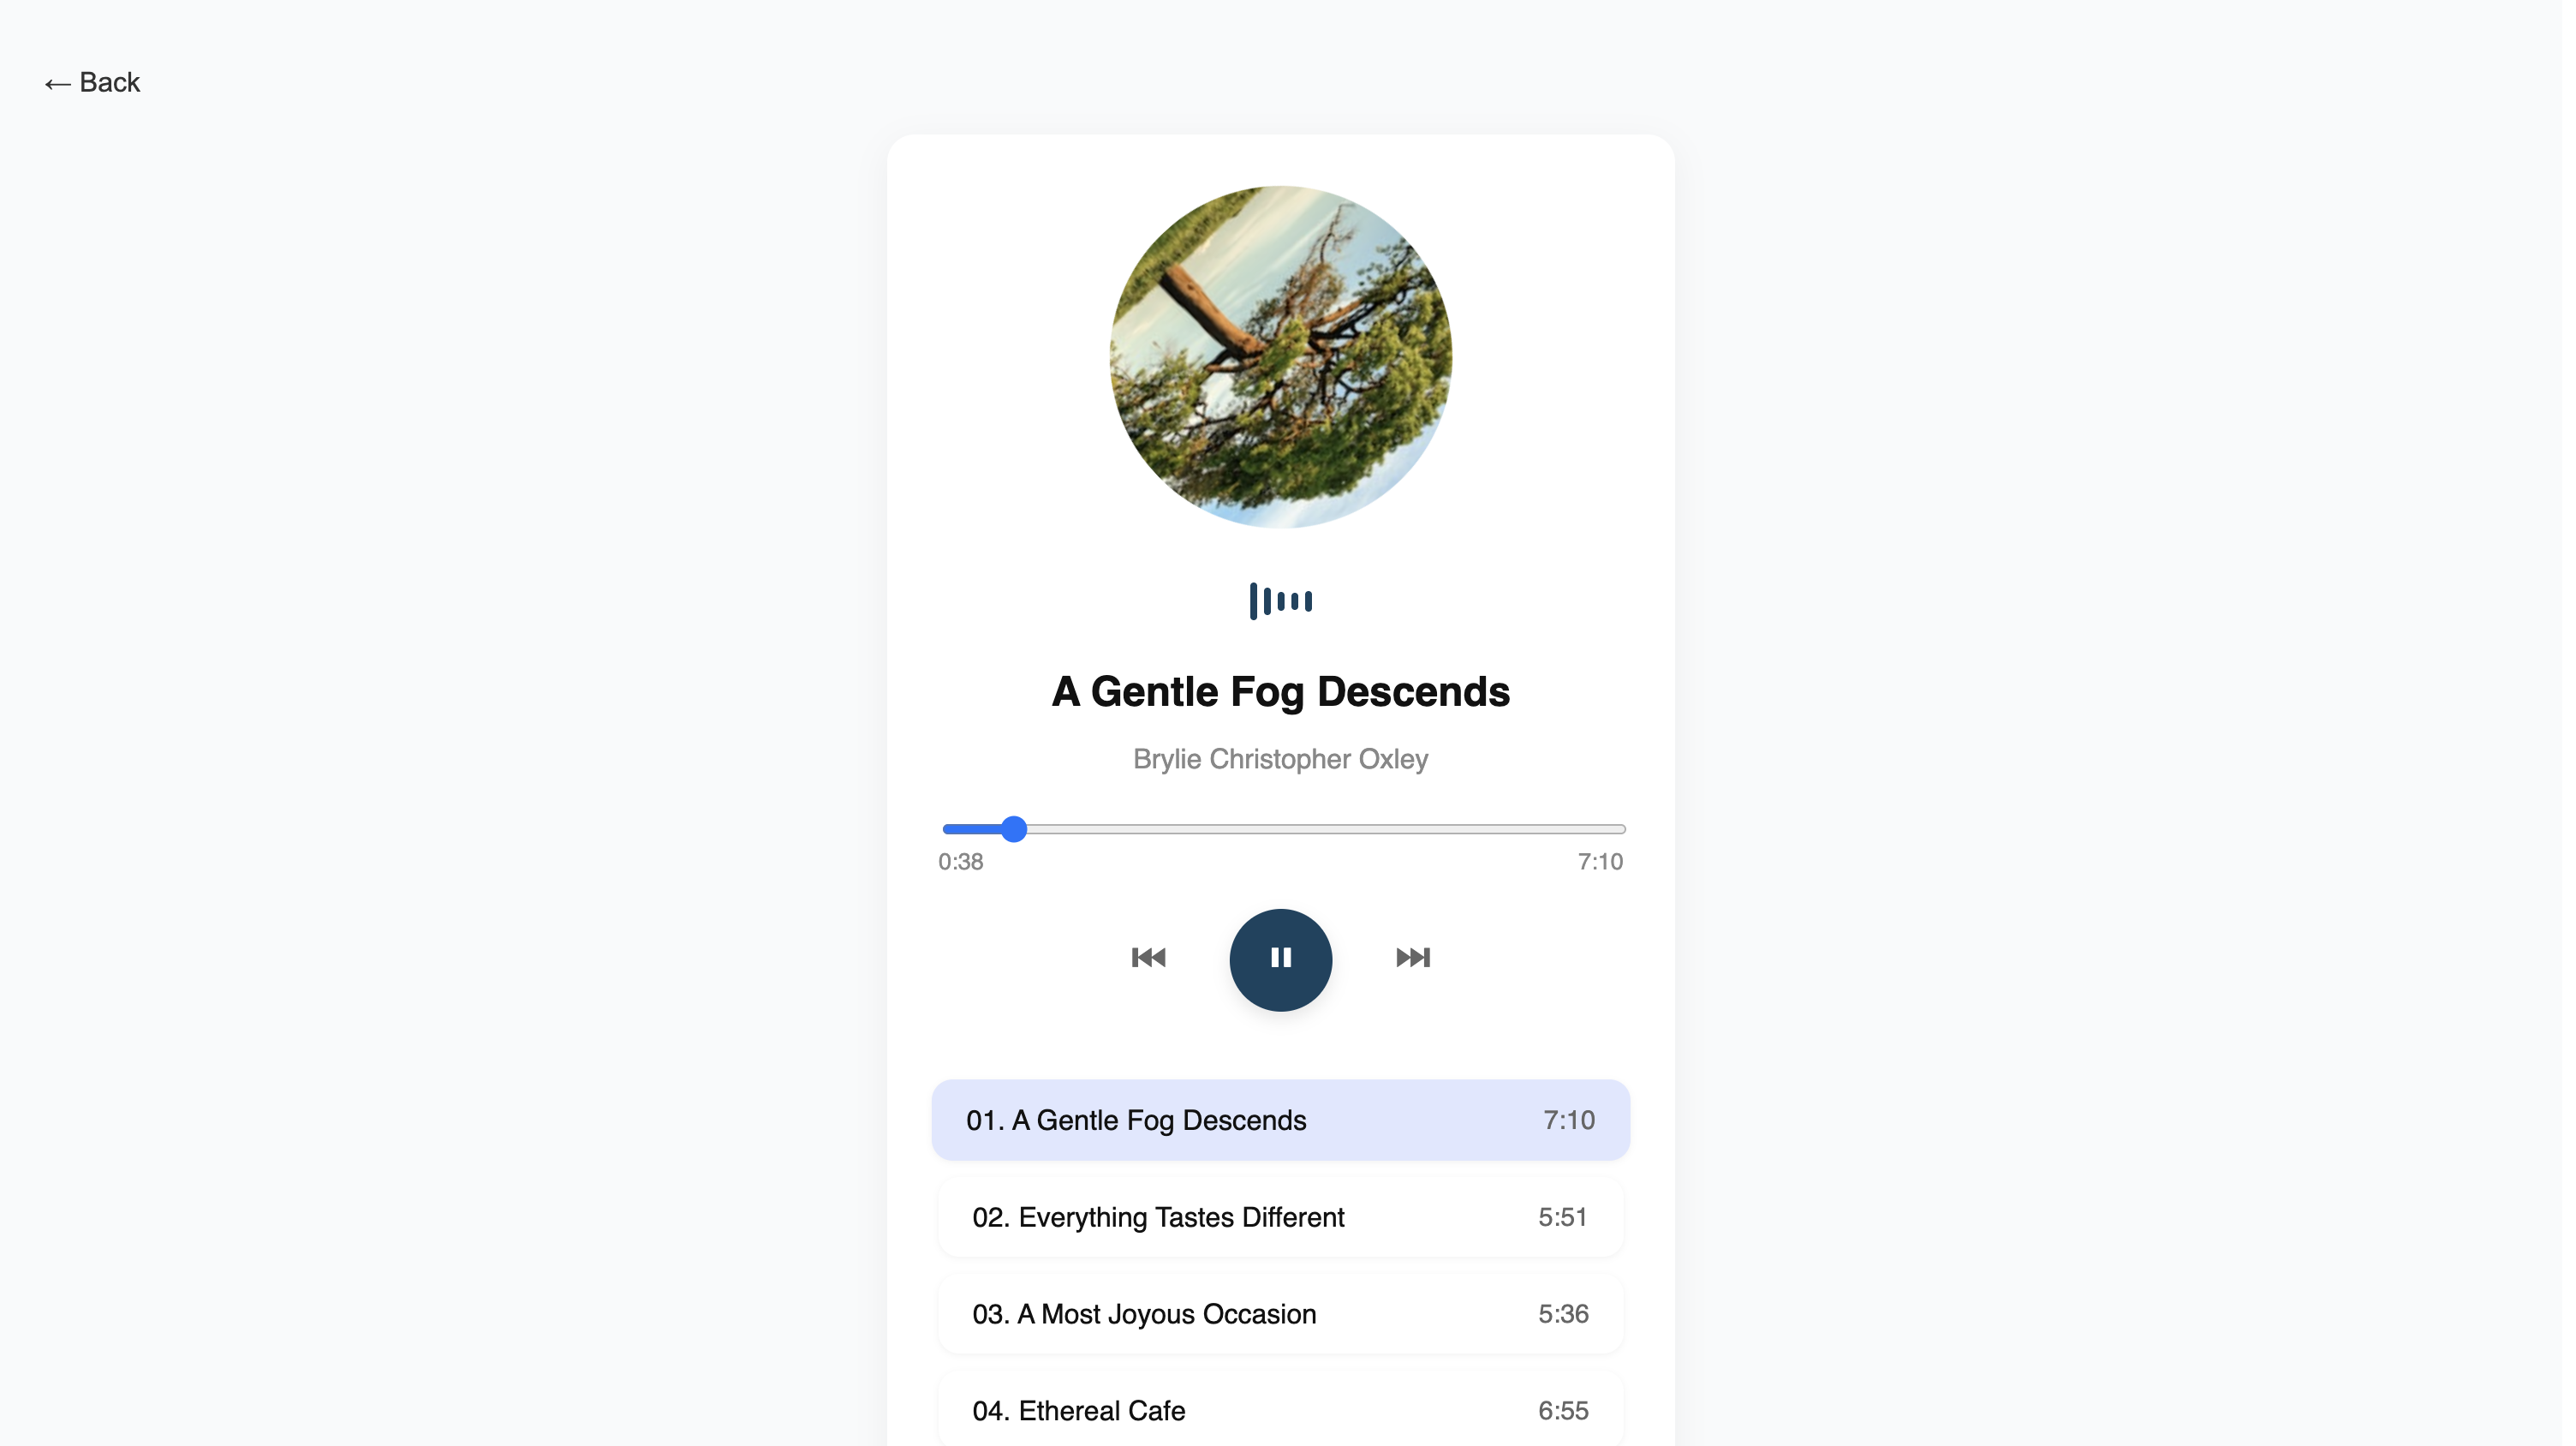 ← Back
A Gentle Fog Descends
Brylie Christopher Oxley
0:38 7:10
01. A Gentle Fog Descends 7:10
02. Everything Tastes Different 5:51
03. A Most Joyous Occasion 5:36
04. Ethereal Cafe 6:55